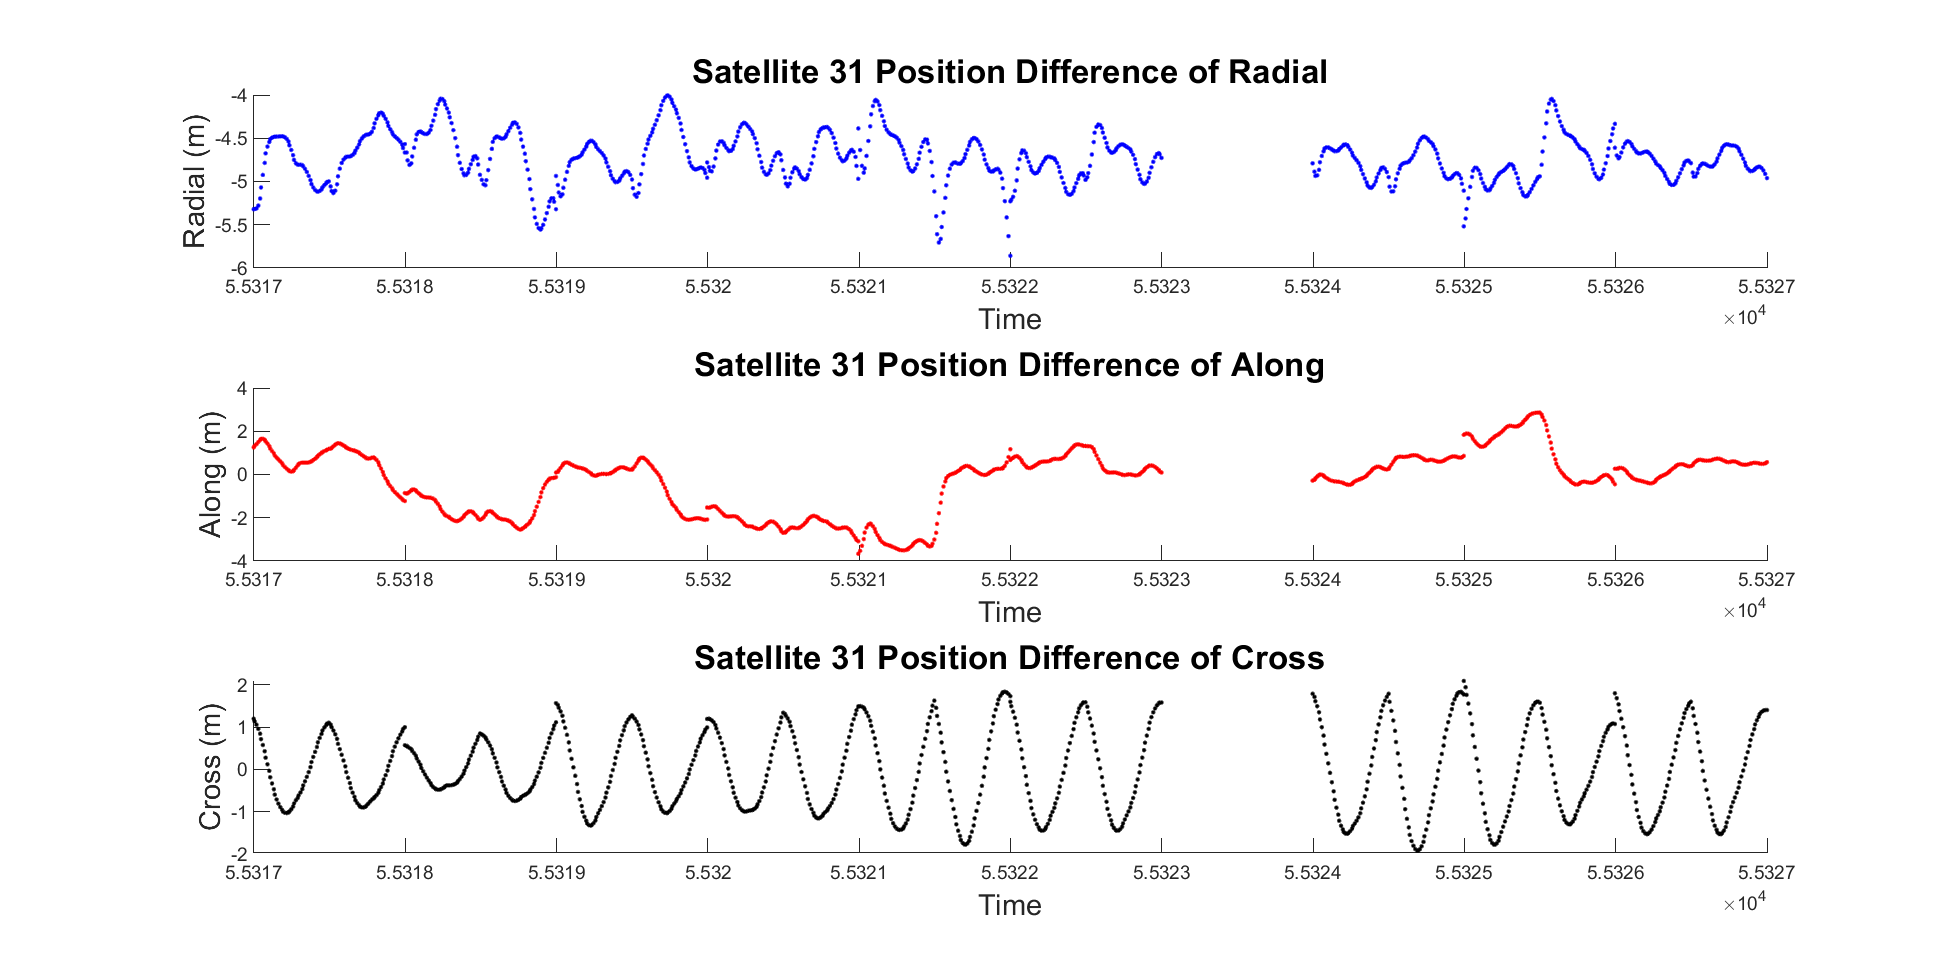 Satellite 31 Position Difference of Radial
Radial (m)
-4
-4.5
-5
-5.5
-6
5.5317 5.5318 5.5319 5.532 5.5321 5.5322 5.5323 5.5324 5.5325 5.5326 5.5327
Time
×10^4
Satellite 31 Position Difference of Along
Along (m)
4
2
0
-2
-4
5.5317 5.5318 5.5319 5.532 5.5321 5.5322 5.5323 5.5324 5.5325 5.5326 5.5327
Time
×10^4
Satellite 31 Position Difference of Cross
Cross (m)
2
1
0
-1
-2
5.5317 5.5318 5.5319 5.532 5.5321 5.5322 5.5323 5.5324 5.5325 5.5326 5.5327
Time
×10^4